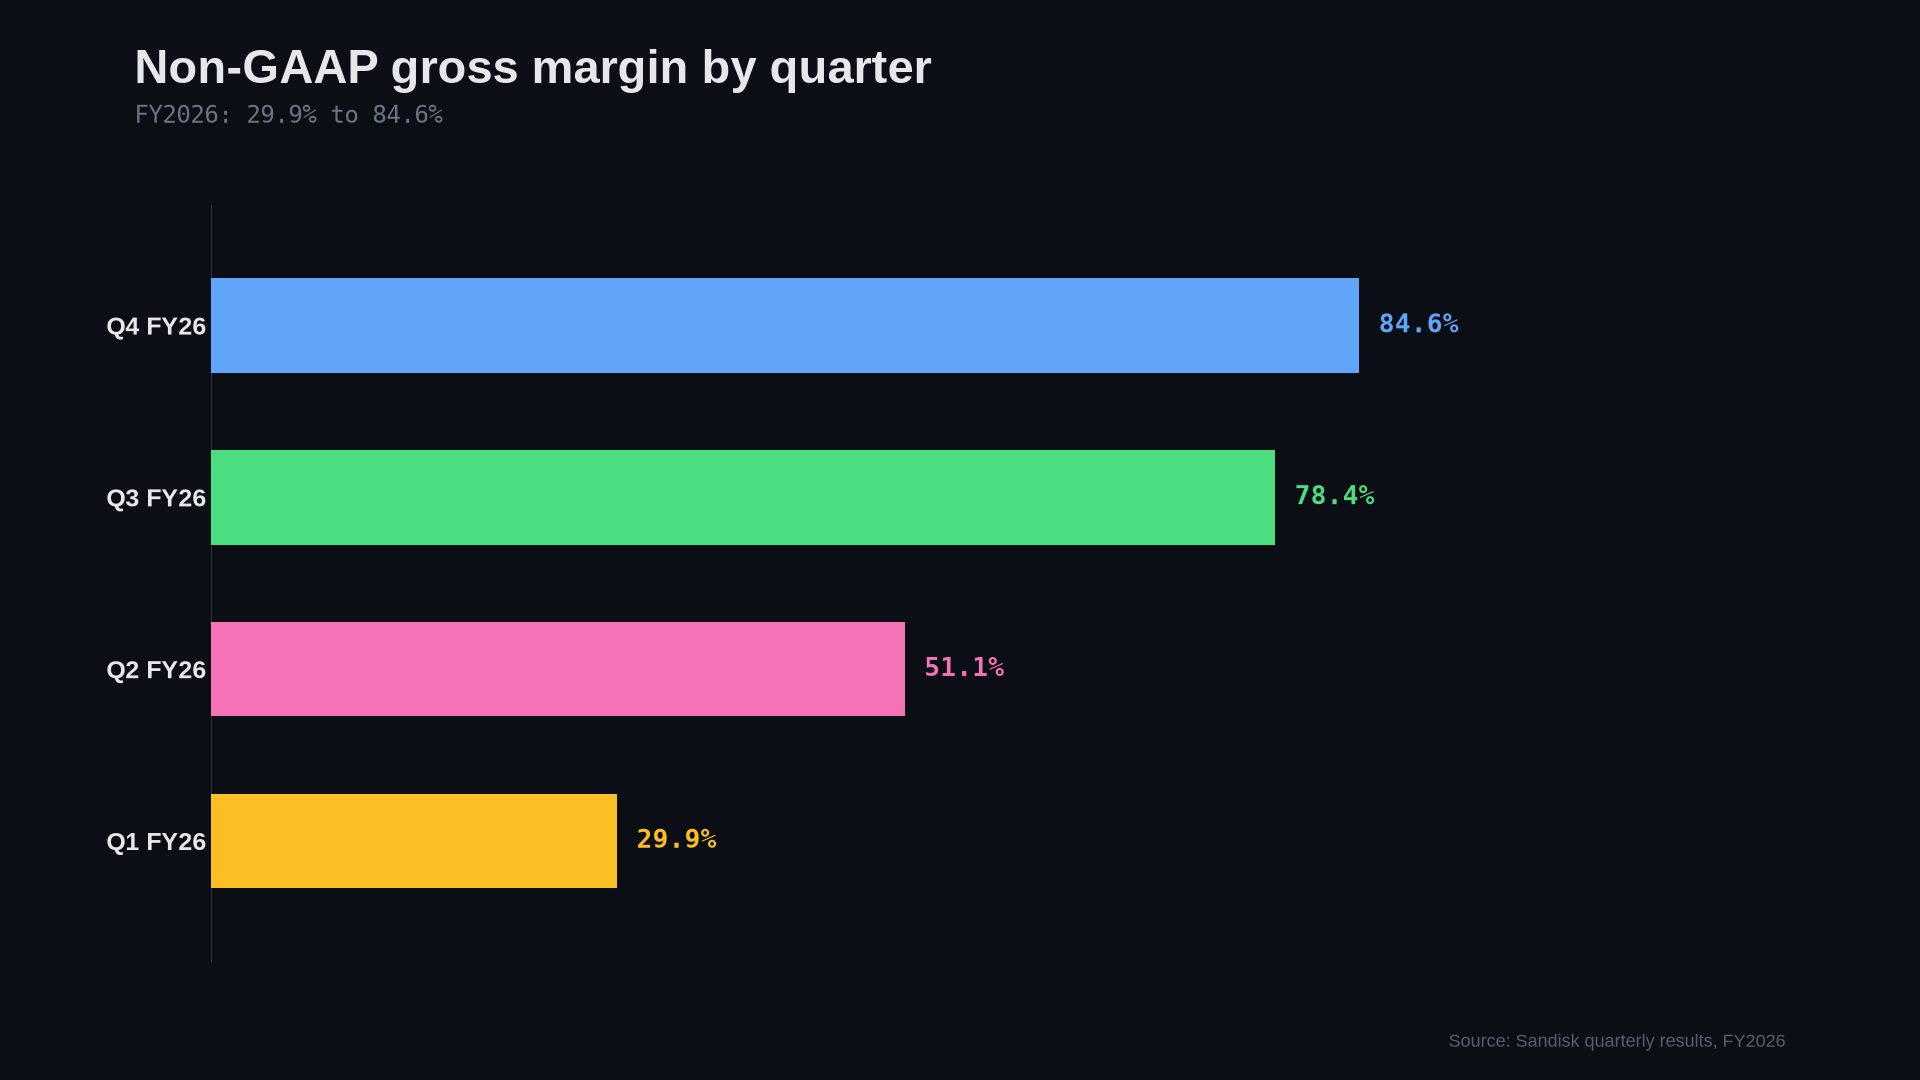 Non-GAAP gross margin by quarter
FY2026: 29.9% to 84.6%
Q4 FY26 84.6%
Q3 FY26 78.4%
Q2 FY26 51.1%
Q1 FY26 29.9%
Source: Sandisk quarterly results, FY2026